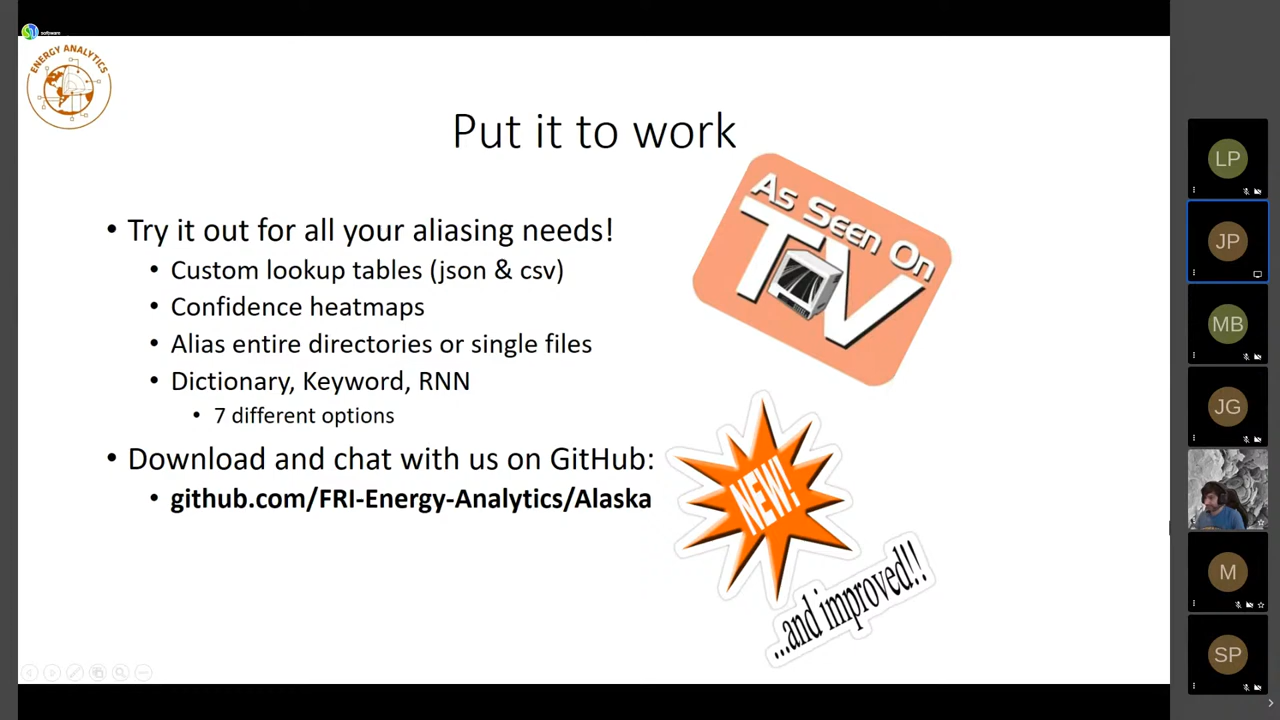 software
ENERGY ANALYTICS
Put it to work
As Seen On
TV
• Try it out for all your aliasing needs!
• Custom lookup tables (json & csv)
• Confidence heatmaps
• Alias entire directories or single files
• Dictionary, Keyword, RNN
• 7 different options
• Download and chat with us on GitHub:
• github.com/FRI-Energy-Analytics/Alaska
NEW!
...and improved!!
LP
JP
MB
JG
M
SP